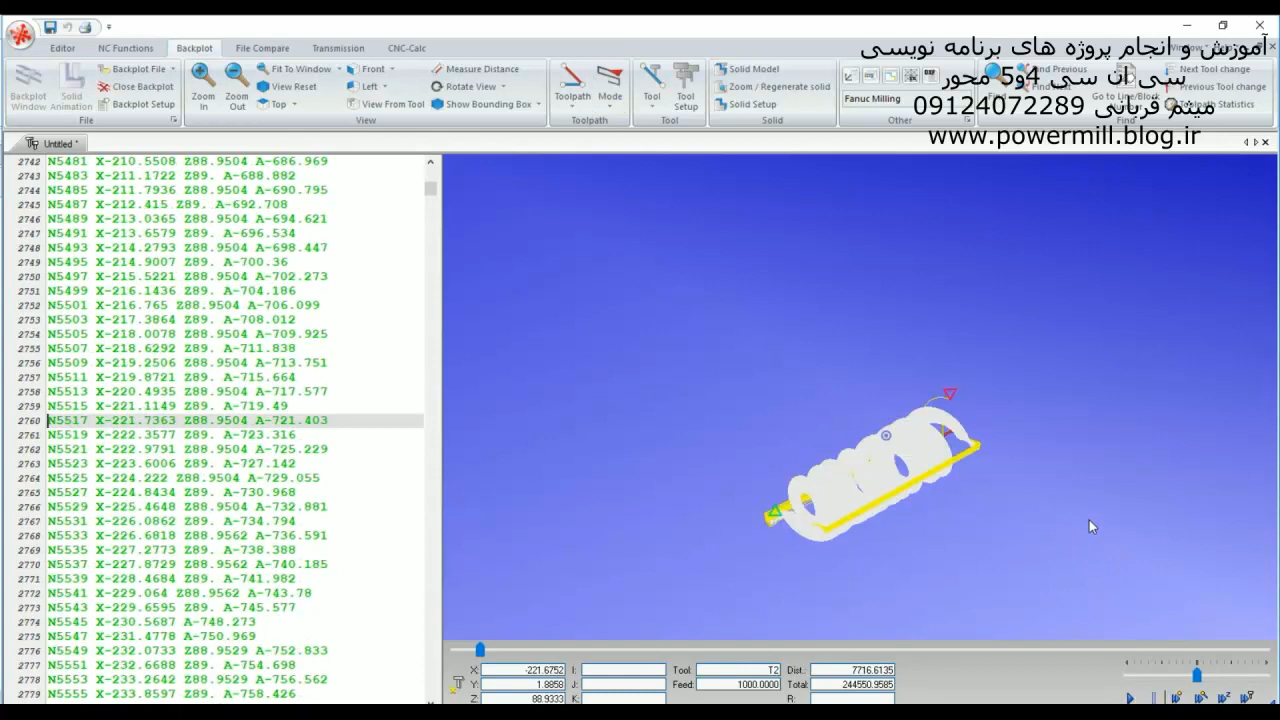 Editor NC Functions Backplot File Compare Transmission CNC-Calc Window
آموزش و انجام پروژه های برنامه نویسی
سی ان سی 4و5 محور
میثم قربانی 09124072289
www.powermill.blog.ir
Backplot Window
Solid Animation
Backplot File
Close Backplot
Backplot Setup
File
Zoom In
Zoom Out
Fit To Window
View Reset
Top
Front
Left
View From Tool
Measure Distance
Rotate View
Show Bounding Box
View
Toolpath
Mode
Toolpath
Tool
Tool Setup
Tool
Solid Model
Zoom / Regenerate solid
Solid Setup
Solid
Fanuc Milling
Other
Find Previous
Go to Line/Block
Next Tool change
Previous Tool change
Toolpath Statistics
Find
Untitled *
2742 N5481 X-210.5508 Z88.9504 A-686.969
2743 N5483 X-211.1722 Z89. A-688.882
2744 N5485 X-211.7936 Z88.9504 A-690.795
2745 N5487 X-212.415 Z89. A-692.708
2746 N5489 X-213.0365 Z88.9504 A-694.621
2747 N5491 X-213.6579 Z89. A-696.534
2748 N5493 X-214.2793 Z88.9504 A-698.447
2749 N5495 X-214.9007 Z89. A-700.36
2750 N5497 X-215.5221 Z88.9504 A-702.273
2751 N5499 X-216.1436 Z89. A-704.186
2752 N5501 X-216.765 Z88.9504 A-706.099
2753 N5503 X-217.3864 Z89. A-708.012
2754 N5505 X-218.0078 Z88.9504 A-709.925
2755 N5507 X-218.6292 Z89. A-711.838
2756 N5509 X-219.2506 Z88.9504 A-713.751
2757 N5511 X-219.8721 Z89. A-715.664
2758 N5513 X-220.4935 Z88.9504 A-717.577
2759 N5515 X-221.1149 Z89. A-719.49
2760 N5517 X-221.7363 Z88.9504 A-721.403
2761 N5519 X-222.3577 Z89. A-723.316
2762 N5521 X-222.9791 Z88.9504 A-725.229
2763 N5523 X-223.6006 Z89. A-727.142
2764 N5525 X-224.222 Z88.9504 A-729.055
2765 N5527 X-224.8434 Z89. A-730.968
2766 N5529 X-225.4648 Z88.9504 A-732.881
2767 N5531 X-226.0862 Z89. A-734.794
2768 N5533 X-226.6818 Z88.9562 A-736.591
2769 N5535 X-227.2773 Z89. A-738.388
2770 N5537 X-227.8729 Z88.9562 A-740.185
2771 N5539 X-228.4684 Z89. A-741.982
2772 N5541 X-229.064 Z88.9562 A-743.78
2773 N5543 X-229.6595 Z89. A-745.577
2774 N5545 X-230.5687 A-748.273
2775 N5547 X-231.4778 A-750.969
2776 N5549 X-232.0733 Z88.9529 A-752.833
2777 N5551 X-232.6688 Z89. A-754.698
2778 N5553 X-233.2642 Z88.9529 A-756.562
2779 N5555 X-233.8597 Z89. A-758.426
X: -221.6752 I: Tool: T2 Dist.: 7716.6135
Y: 1.8858 J: Feed: 1000.0000 Total: 244550.9585
Z: 88.9333 K: R: